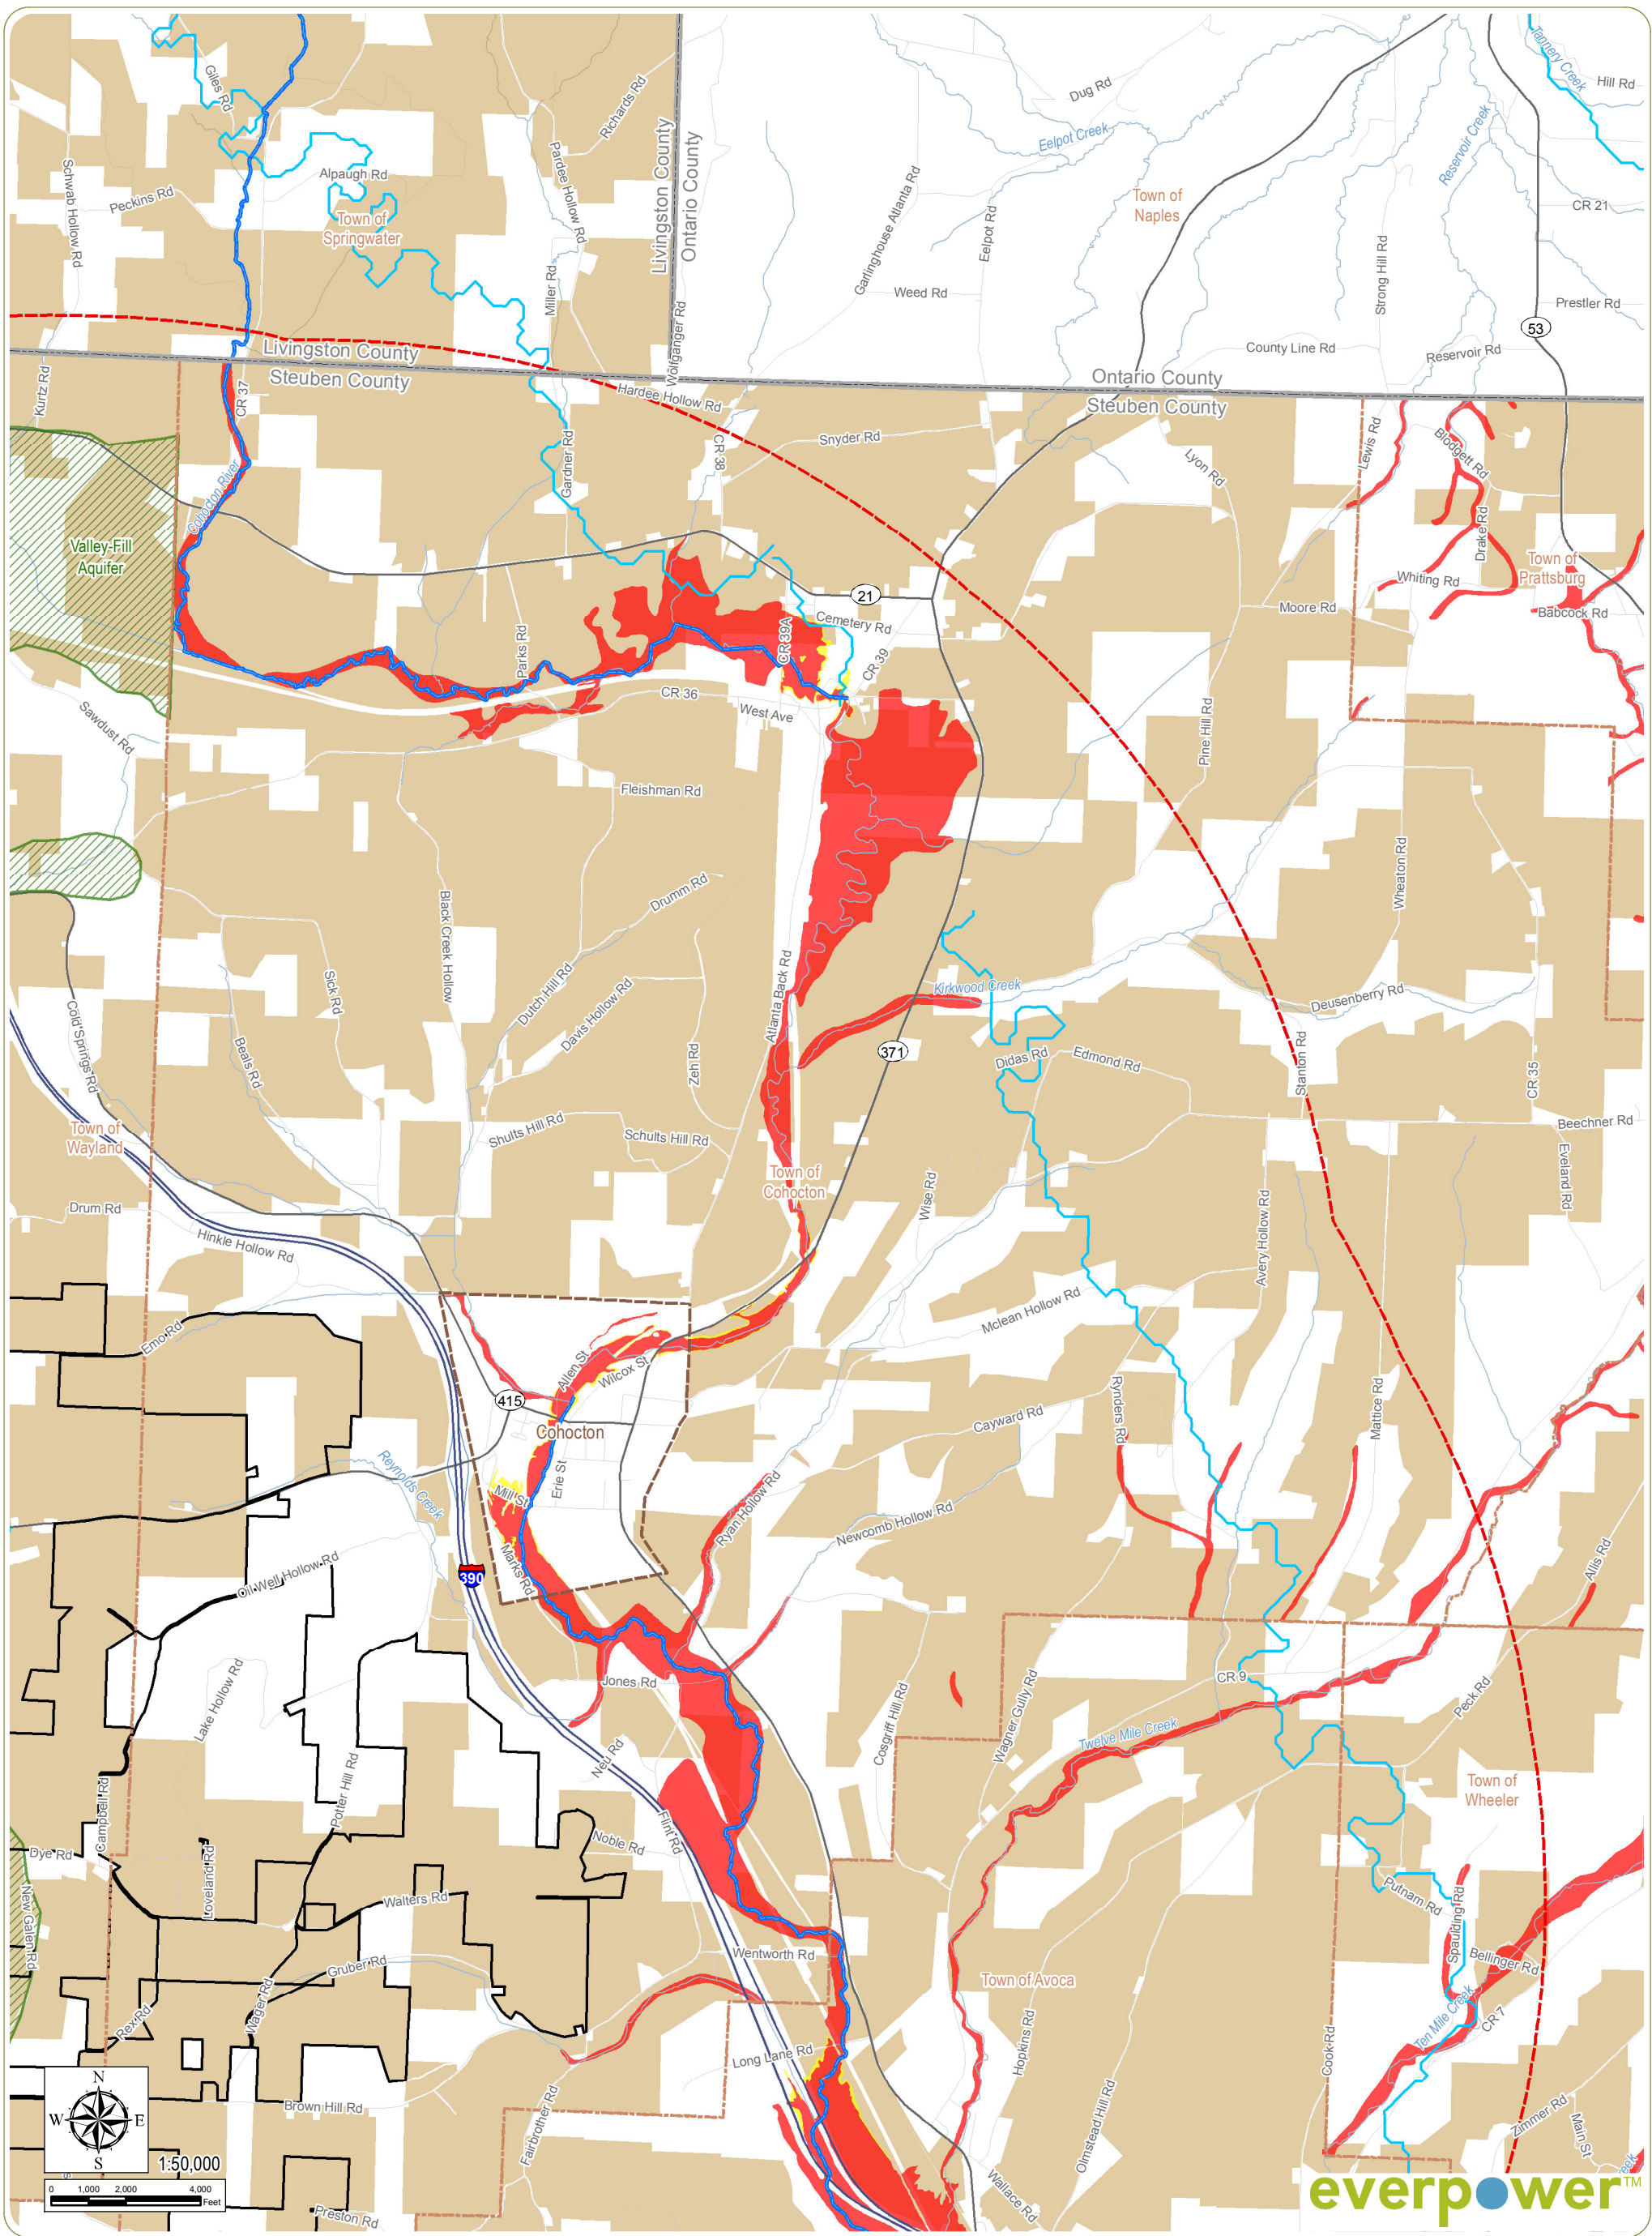 Giles Rd
Richards Rd
Dug Rd
Tannery Creek
Hill Rd
Eelpot Creek
Reservoir Creek
Livingston County
Ontario County
Schwab Hollow Rd
Peckins Rd
Alpaugh Rd
Pardee Hollow Rd
Town of
Springwater
Garlinghouse Atlanta Rd
Eelpot Rd
Town of
Naples
CR 21
Strong Hill Rd
Miller Rd
Weed Rd
Prestler Rd
Wolfganger Rd
53
County Line Rd
Reservoir Rd
Livingston County
Steuben County
Ontario County
Steuben County
Kurtz Rd
CR 37
Hardee Hollow Rd
Snyder Rd
CR 38
Gardner Rd
Lyon Rd
Lewis Rd
Blodgett Rd
Drake Rd
Cohocton River
Valley-Fill
Aquifer
Town of
Prattsburg
Whiting Rd
Babcock Rd
Moore Rd
21
Cemetery Rd
CR 39A
CR 39
Parks Rd
CR 36
West Ave
Sawdust Rd
Pine Hill Rd
Fleishman Rd
Wheaton Rd
Drumm Rd
Black Creek Hollow
Sick Rd
Dutch Hill Rd
Davis Hollow Rd
Atlanta Back Rd
Kirkwood Creek
Deusenberry Rd
Cold Springs Rd
Beals Rd
Zeh Rd
371
Didas Rd
Edmond Rd
Stanton Rd
CR 35
Beechner Rd
Town of
Wayland
Shults Hill Rd
Schults Hill Rd
Town of
Cohocton
Wise Rd
Eveland Rd
Drum Rd
Hinkle Hollow Rd
Avery Hollow Rd
Mclean Hollow Rd
Emo Rd
Allen St
Wilcox St
415
Cohocton
Rynders Rd
Mattice Rd
Cayward Rd
Reynolds Creek
Erie St
Mill St
Ryan Hollow Rd
Newcomb Hollow Rd
Marks Rd
390
Oil Well Hollow Rd
Allis Rd
Lake Hollow Rd
Jones Rd
Cosgriff Hill Rd
Wagner Gully Rd
CR 9
Peck Rd
Twelve Mile Creek
Neu Rd
Potter Hill Rd
Campbell Rd
Town of
Wheeler
Flint Rd
Noble Rd
Dye Rd
Loveland Rd
New Galen Rd
Walters Rd
Putnam Rd
Spaulding Rd
Bellinger Rd
Wentworth Rd
Gruber Rd
Town of Avoca
Wager Rd
Rex Rd
Ten Mile Creek
CR 7
Hopkins Rd
Cook Rd
Long Lane Rd
Brown Hill Rd
Fairbrother Rd
Olmstead Hill Rd
Zimmer Rd
Main St
Wallace Rd
Preston Rd
N
W
E
S
1:50,000
0 1,000 2,000 4,000
Feet
everpower™